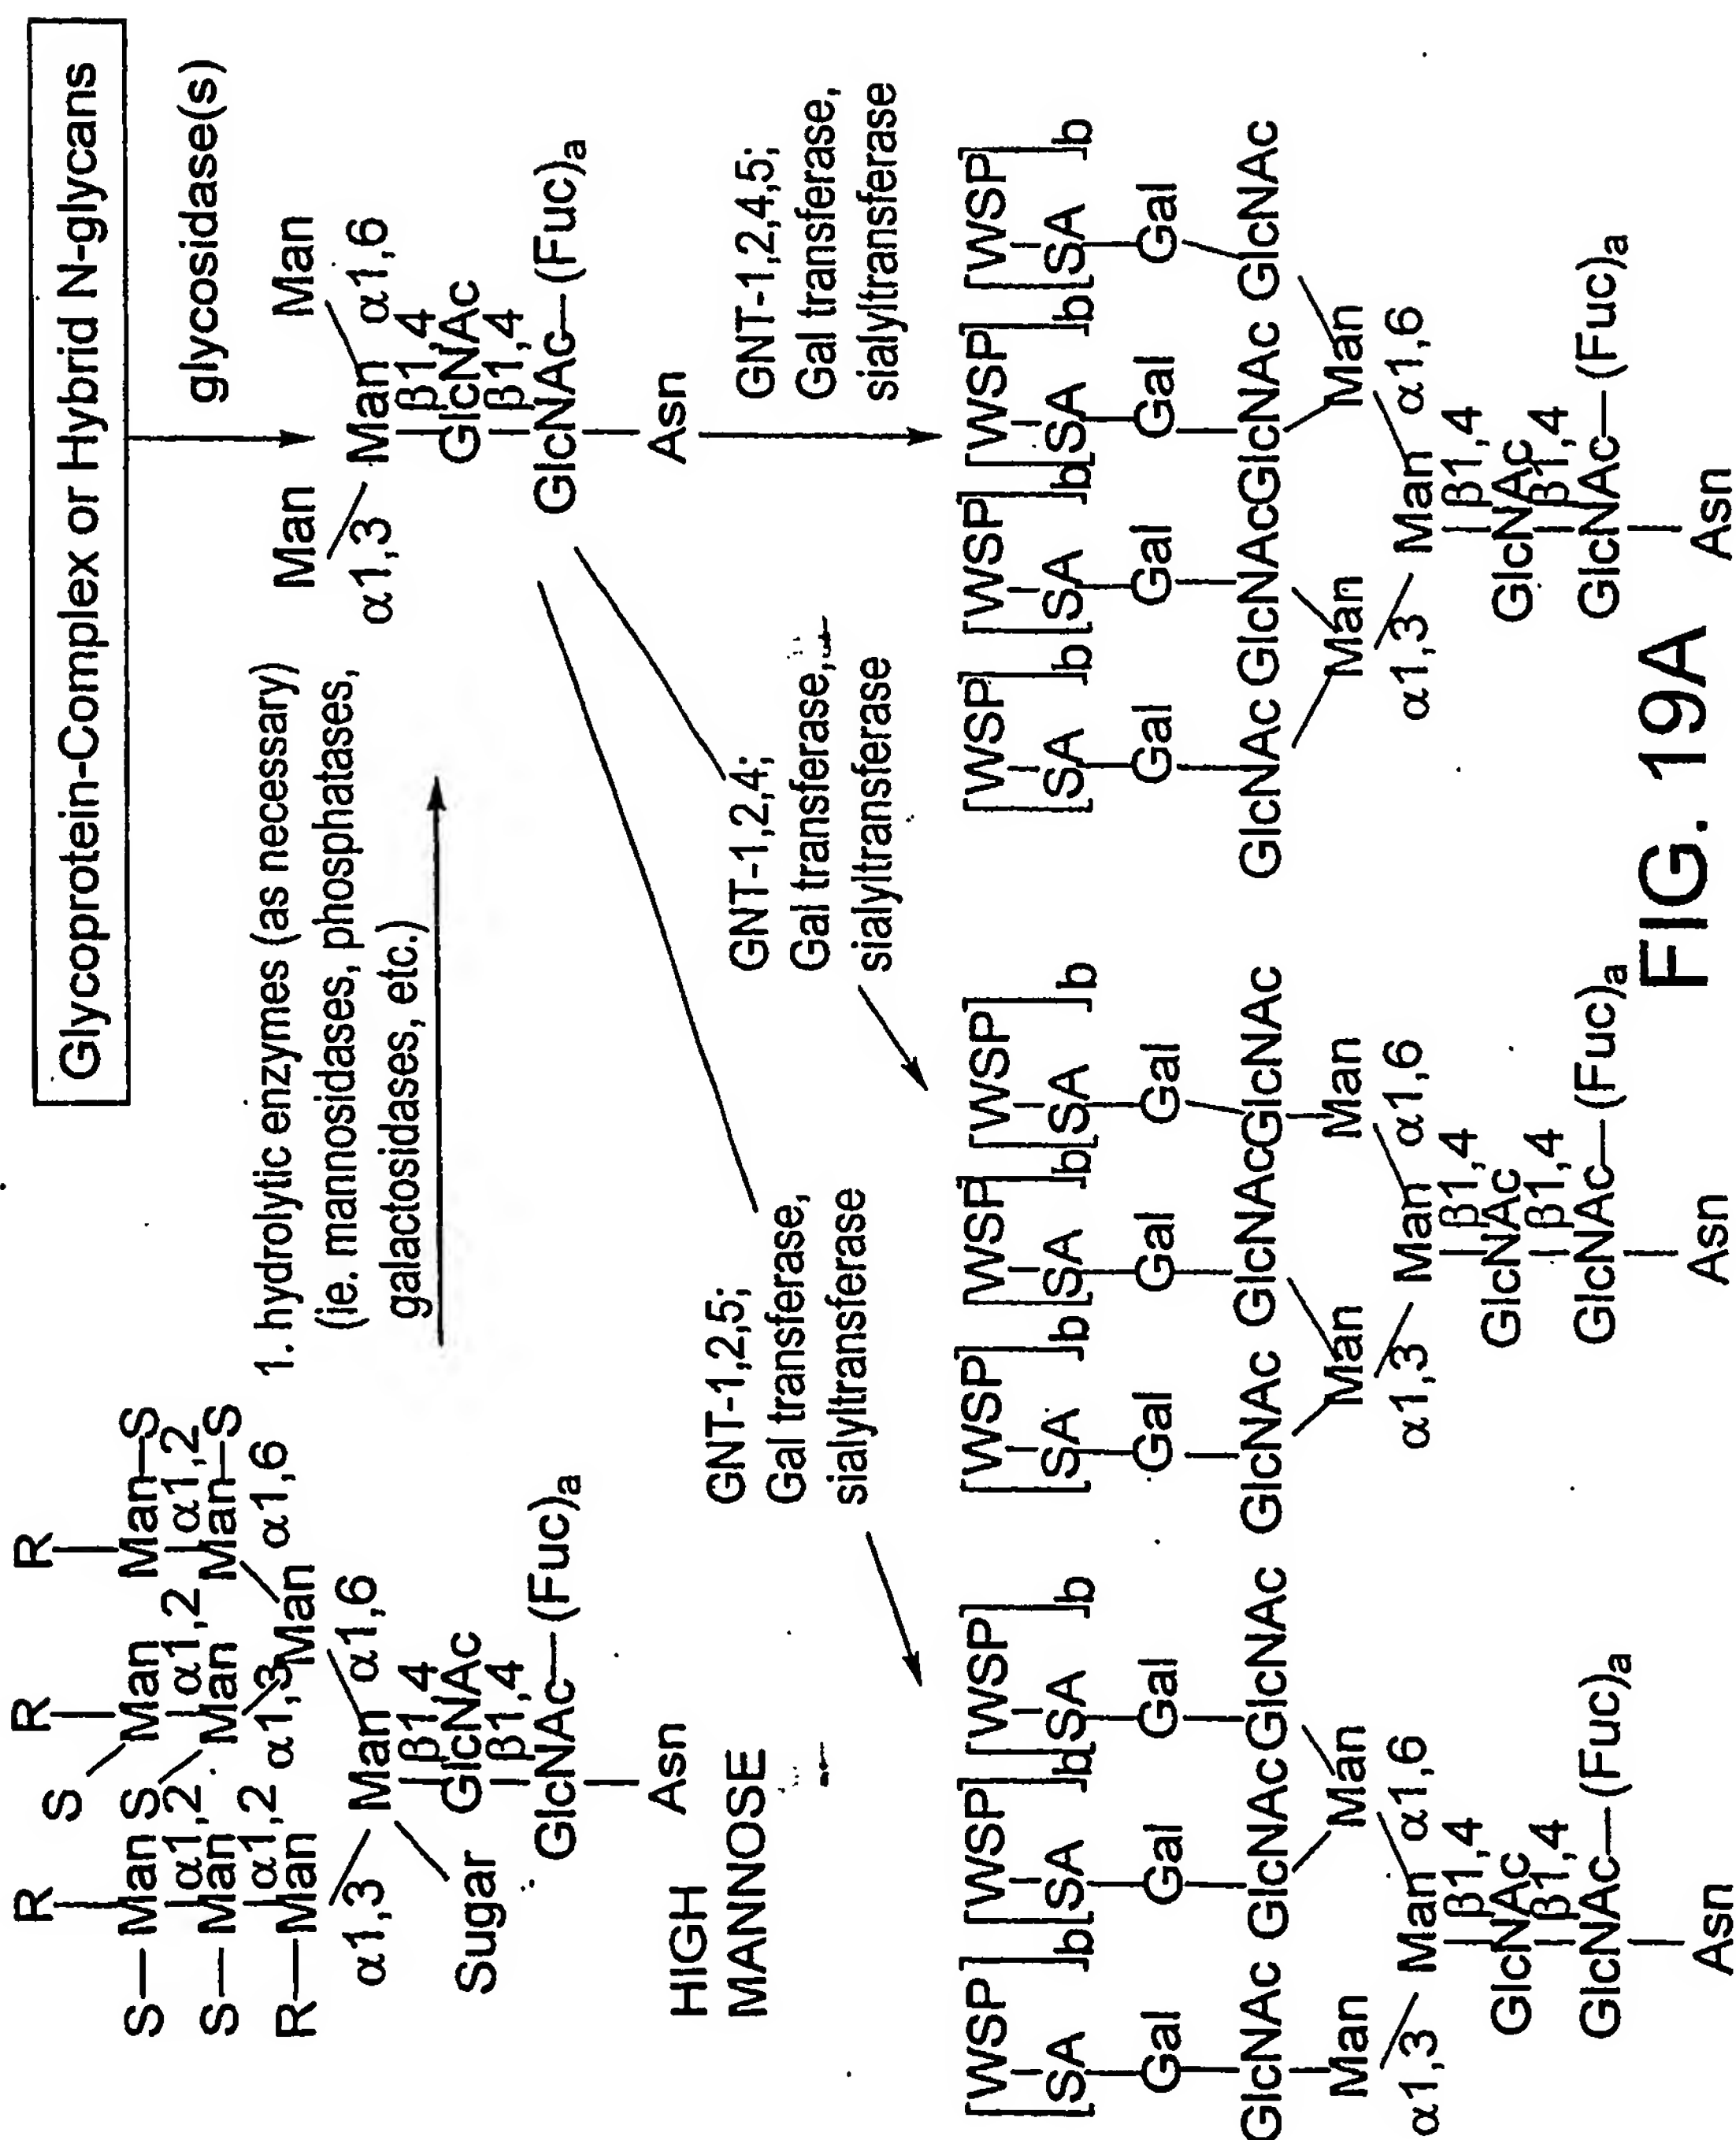 Glycoprotein-Complex or Hybrid N-glycans
glycosidase(s)
R R R
S
S—Man S Man Man—S
α1,2 α1,2 α1,2
S—Man Man Man—S
α1,2 α1,3 α1,6
R—Man Man
α1,3 α1,6
Man
Sugar
β1,4
GlcNAc
β1,4
GlcNAc—(Fuc)a
Asn
HIGH
MANNOSE
1. hydrolytic enzymes (as necessary)
(ie. mannosidases, phosphatases,
galactosidases, etc.)
Man Man
α1,3 Man α1,6
β1,4
GlcNAc
β1,4
GlcNAc—(Fuc)a
Asn
GNT-1,2,5;
Gal transferase,
sialyltransferase
GNT-1,2,4;
Gal transferase,
sialyltransferase
GNT-1,2,4,5;
Gal transferase,
sialyltransferase
[WSP] [WSP] [WSP]
[SA]b [SA]b [SA]b
Gal Gal Gal
GlcNAc GlcNAcGlcNAc
Man Man
α1,3 Man α1,6
β1,4
GlcNAc
β1,4
GlcNAc—(Fuc)a
Asn
[WSP] [WSP] [WSP]
[SA]b [SA]b [SA]b
Gal Gal Gal
GlcNAc GlcNAcGlcNAc
Man Man
α1,3 Man α1,6
β1,4
GlcNAc
β1,4
GlcNAc—(Fuc)a
Asn
[WSP] [WSP] [WSP] [WSP]
[SA]b [SA]b [SA]b [SA]b
Gal Gal Gal Gal
GlcNAc GlcNAcGlcNAc GlcNAc
Man Man
α1,3 Man α1,6
β1,4
GlcNAc
β1,4
GlcNAc—(Fuc)a
Asn
FIG. 19A